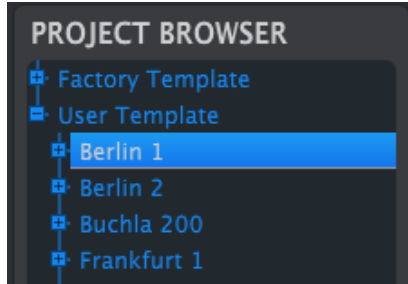 PROJECT BROWSER
Factory Template
User Template
Berlin 1
Berlin 2
Buchla 200
Frankfurt 1